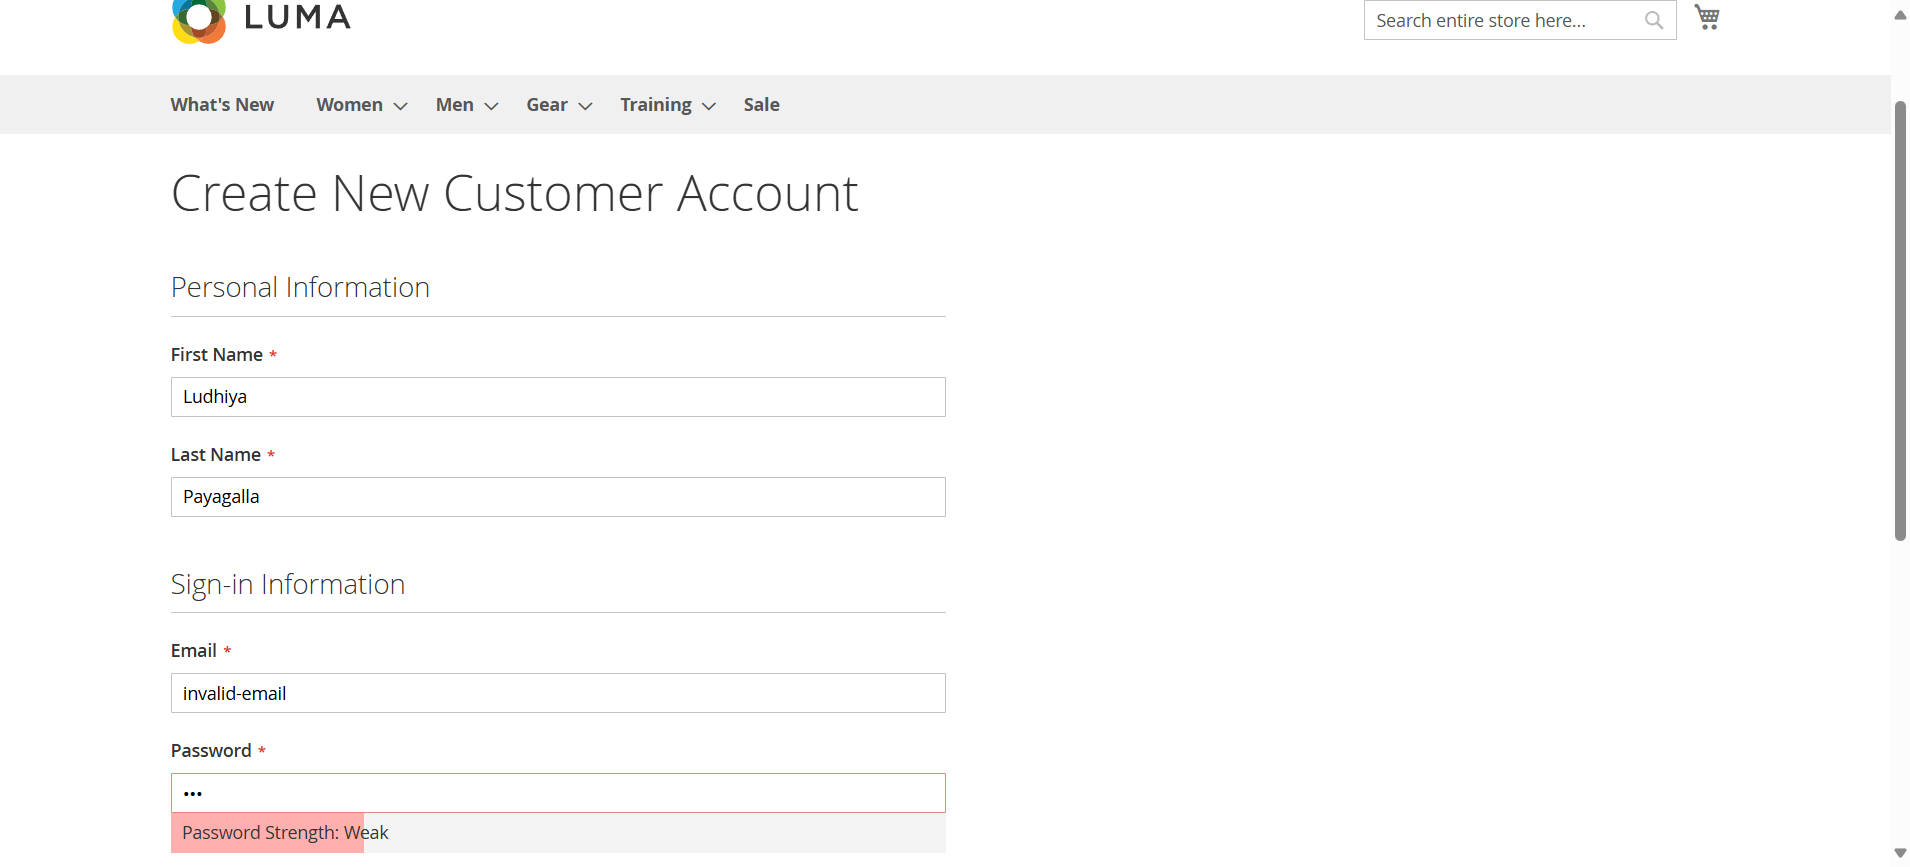 LUMA
Search entire store here...
What's New Women Men Gear Training Sale
Create New Customer Account
Personal Information
First Name *
Ludhiya
Last Name *
Payagalla
Sign-in Information
Email *
invalid-email
Password *
•••
Password Strength: Weak